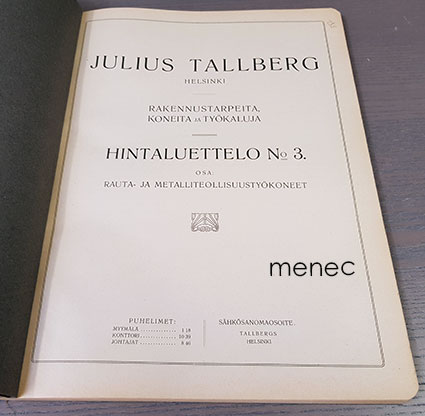 JULIUS TALLBERG
HELSINKI
RAKENNUSTARPEITA,
KONEITA JA TYÖKALUJA
HINTALUETTELO No 3.
OSA:
RAUTA- JA METALLITEOLLISUUSTYÖKONEET
menec
PUHELIMET:
MYYMÄLÄ
KONTTORI
JOHTAJAT
SÄHKÖSANOMAOSOITE.
TALLBERGS
HELSINKI